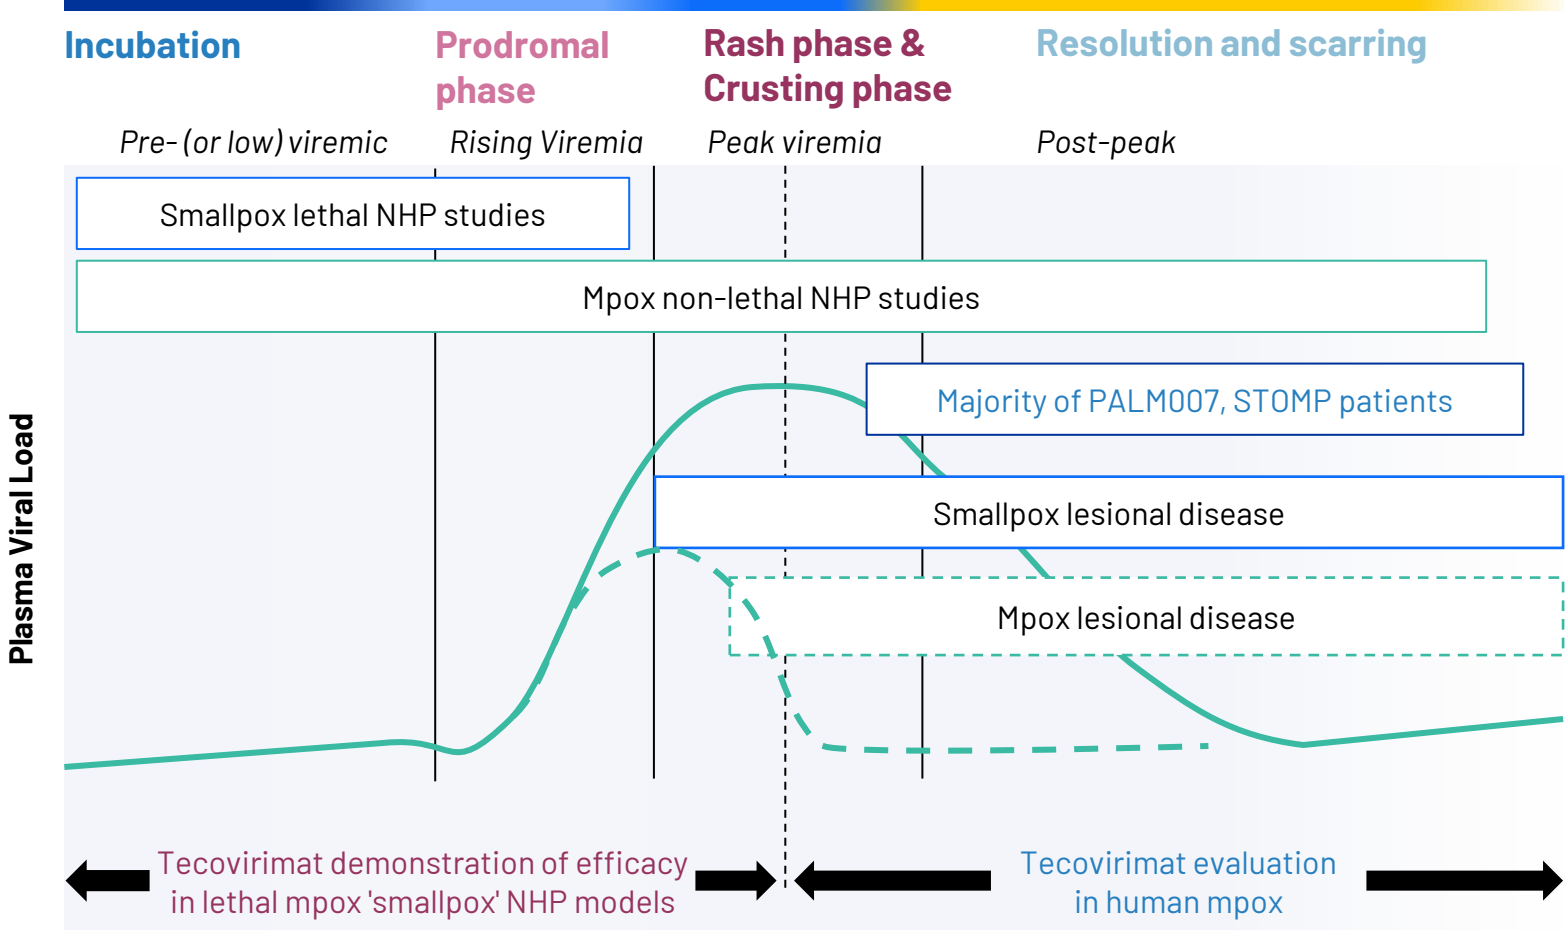 Incubation
Prodromal
phase
Rash phase &
Crusting phase
Resolution and scarring
Pre- (or low) viremic
Rising Viremia
Peak viremia
Post-peak
Smallpox lethal NHP studies
Mpox non-lethal NHP studies
Majority of PALM007, STOMP patients
Smallpox lesional disease
Mpox lesional disease
Plasma Viral Load
Tecovirimat demonstration of efficacy
in lethal mpox 'smallpox' NHP models
Tecovirimat evaluation
in human mpox